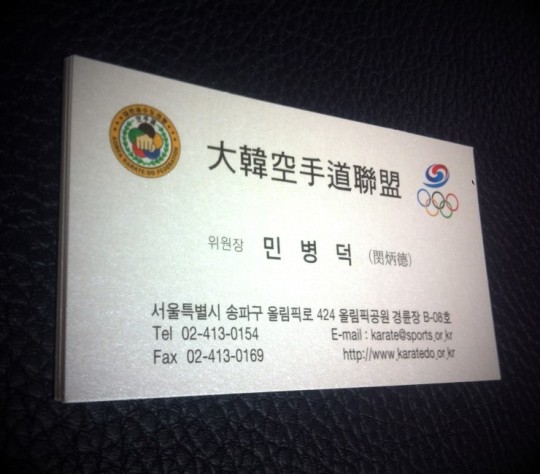 大韓空手道聯盟
위원장 민병덕 (閔炳德)
서울특별시 송파구 올림픽로 424 올림픽공원 경륜장 B-08호
Tel 02-413-0154
E-mail : karate@sports.or.kr
Fax 02-413-0169
http://www.karatedo.or.kr